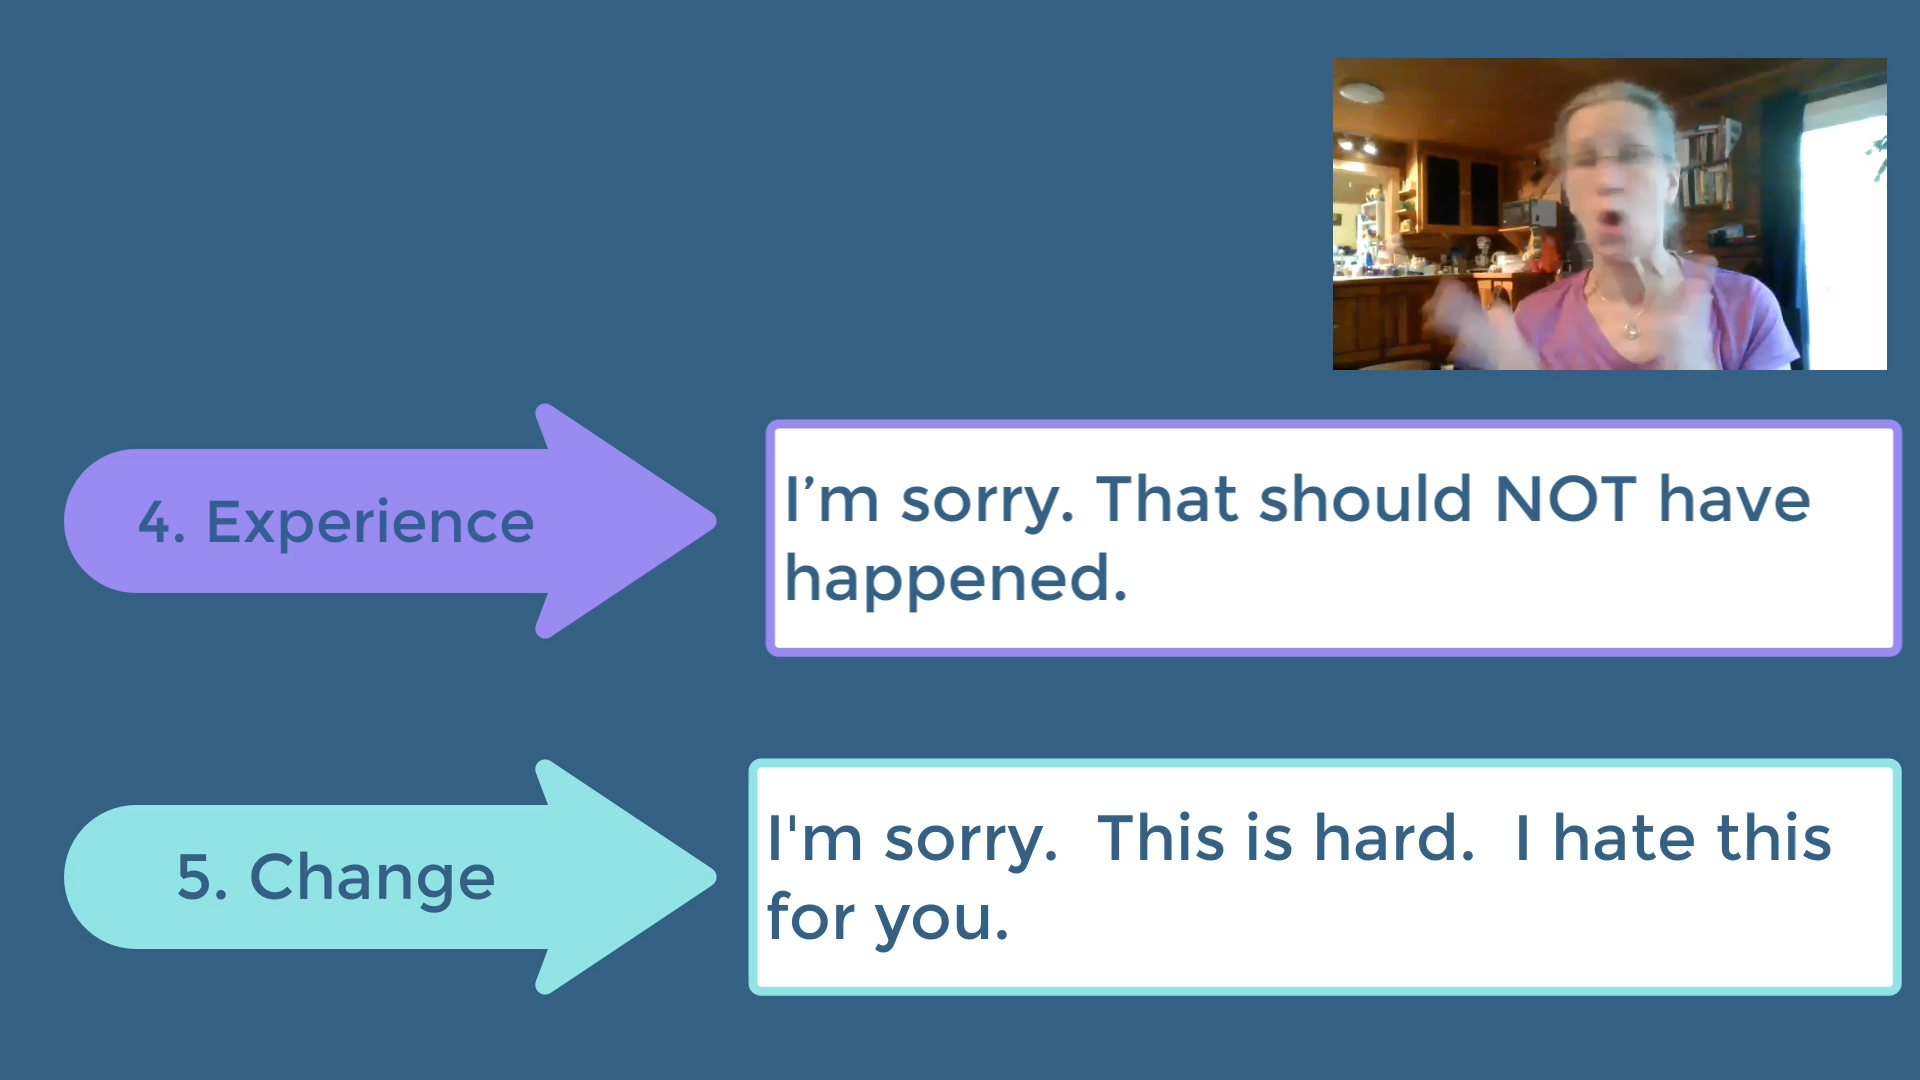 4. Experience
I’m sorry. That should NOT have
happened.
5. Change
I'm sorry.  This is hard.  I hate this
for you.